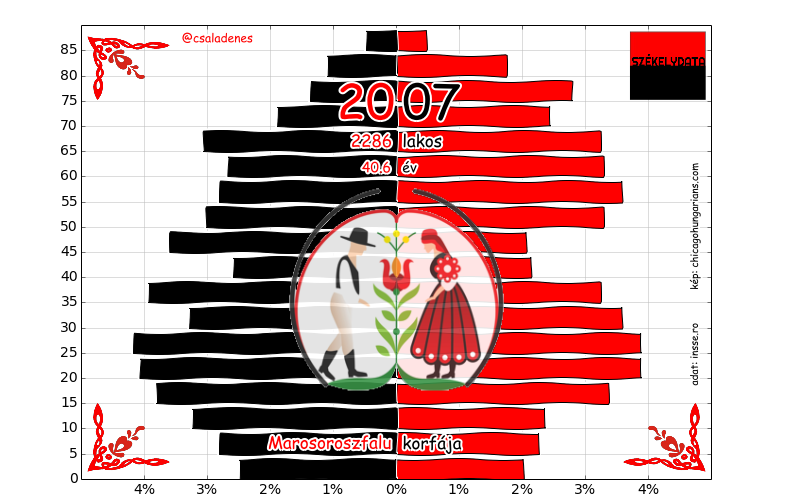 @csaladenes
SZÉKELYDATA
2007
2286 lakos
40.6 év
kép: chicagohungarians.com
adat: insse.ro
Marosoroszfalu korfája
85
80
75
70
65
60
55
50
45
40
35
30
25
20
15
10
5
0
4% 3% 2% 1% 0% 1% 2% 3% 4%